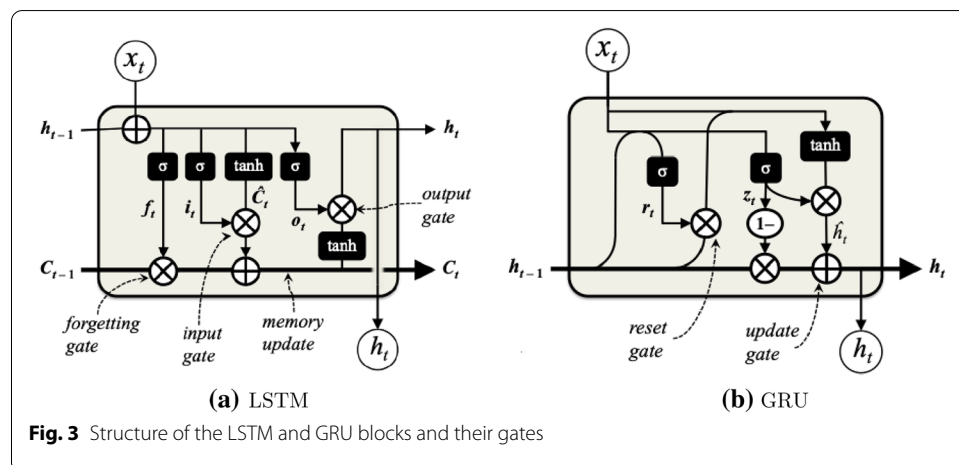 x_t
h_{t-1}
h_t
σ
σ
tanh
σ
f_t
i_t
Ĉ_t
o_t
output
gate
tanh
C_{t-1}
C_t
forgetting
gate
input
gate
memory
update
h_t
(a) LSTM
x_t
tanh
σ
σ
r_t
z_t
1–
ĥ_t
h_{t-1}
h_t
reset
gate
update
gate
h_t
(b) GRU
Fig. 3 Structure of the LSTM and GRU blocks and their gates